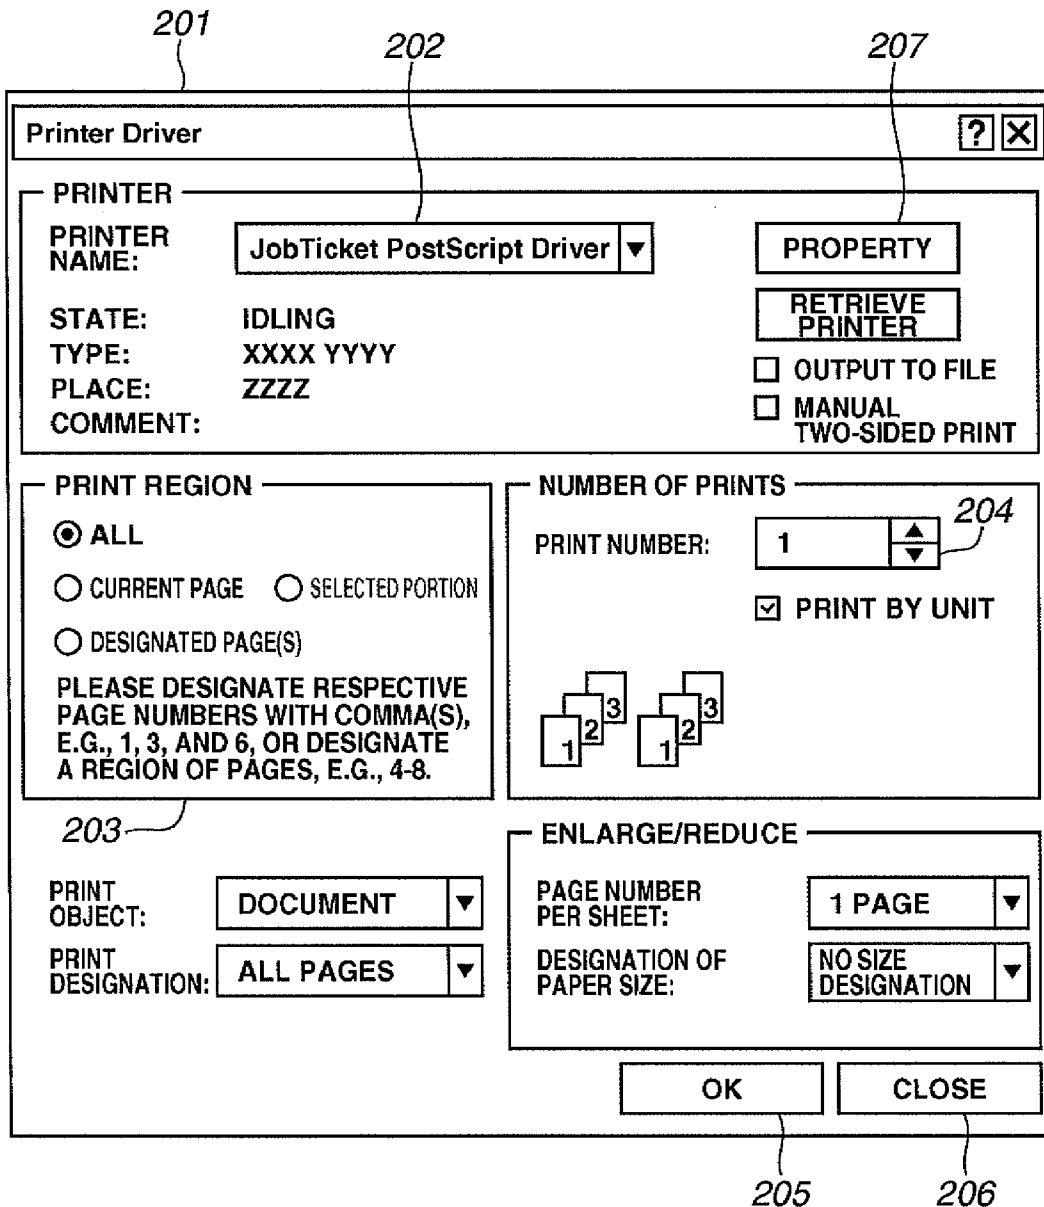 201
202
207
Printer Driver
?
PRINTER
PRINTER
NAME:
JobTicket PostScript Driver
PROPERTY
RETRIEVE
PRINTER
STATE: IDLING
TYPE: XXXX YYYY
PLACE: ZZZZ
COMMENT:
OUTPUT TO FILE
MANUAL
TWO-SIDED PRINT
PRINT REGION
ALL
CURRENT PAGE SELECTED PORTION
DESIGNATED PAGE(S)
PLEASE DESIGNATE RESPECTIVE
PAGE NUMBERS WITH COMMA(S),
E.G., 1, 3, AND 6, OR DESIGNATE
A REGION OF PAGES, E.G., 4-8.
203
NUMBER OF PRINTS
204
PRINT NUMBER: 1
PRINT BY UNIT
1 2 3 1 2 3
PRINT
OBJECT:
DOCUMENT
PRINT
DESIGNATION:
ALL PAGES
ENLARGE/REDUCE
PAGE NUMBER
PER SHEET:
1 PAGE
DESIGNATION OF
PAPER SIZE:
NO SIZE
DESIGNATION
OK
CLOSE
205
206